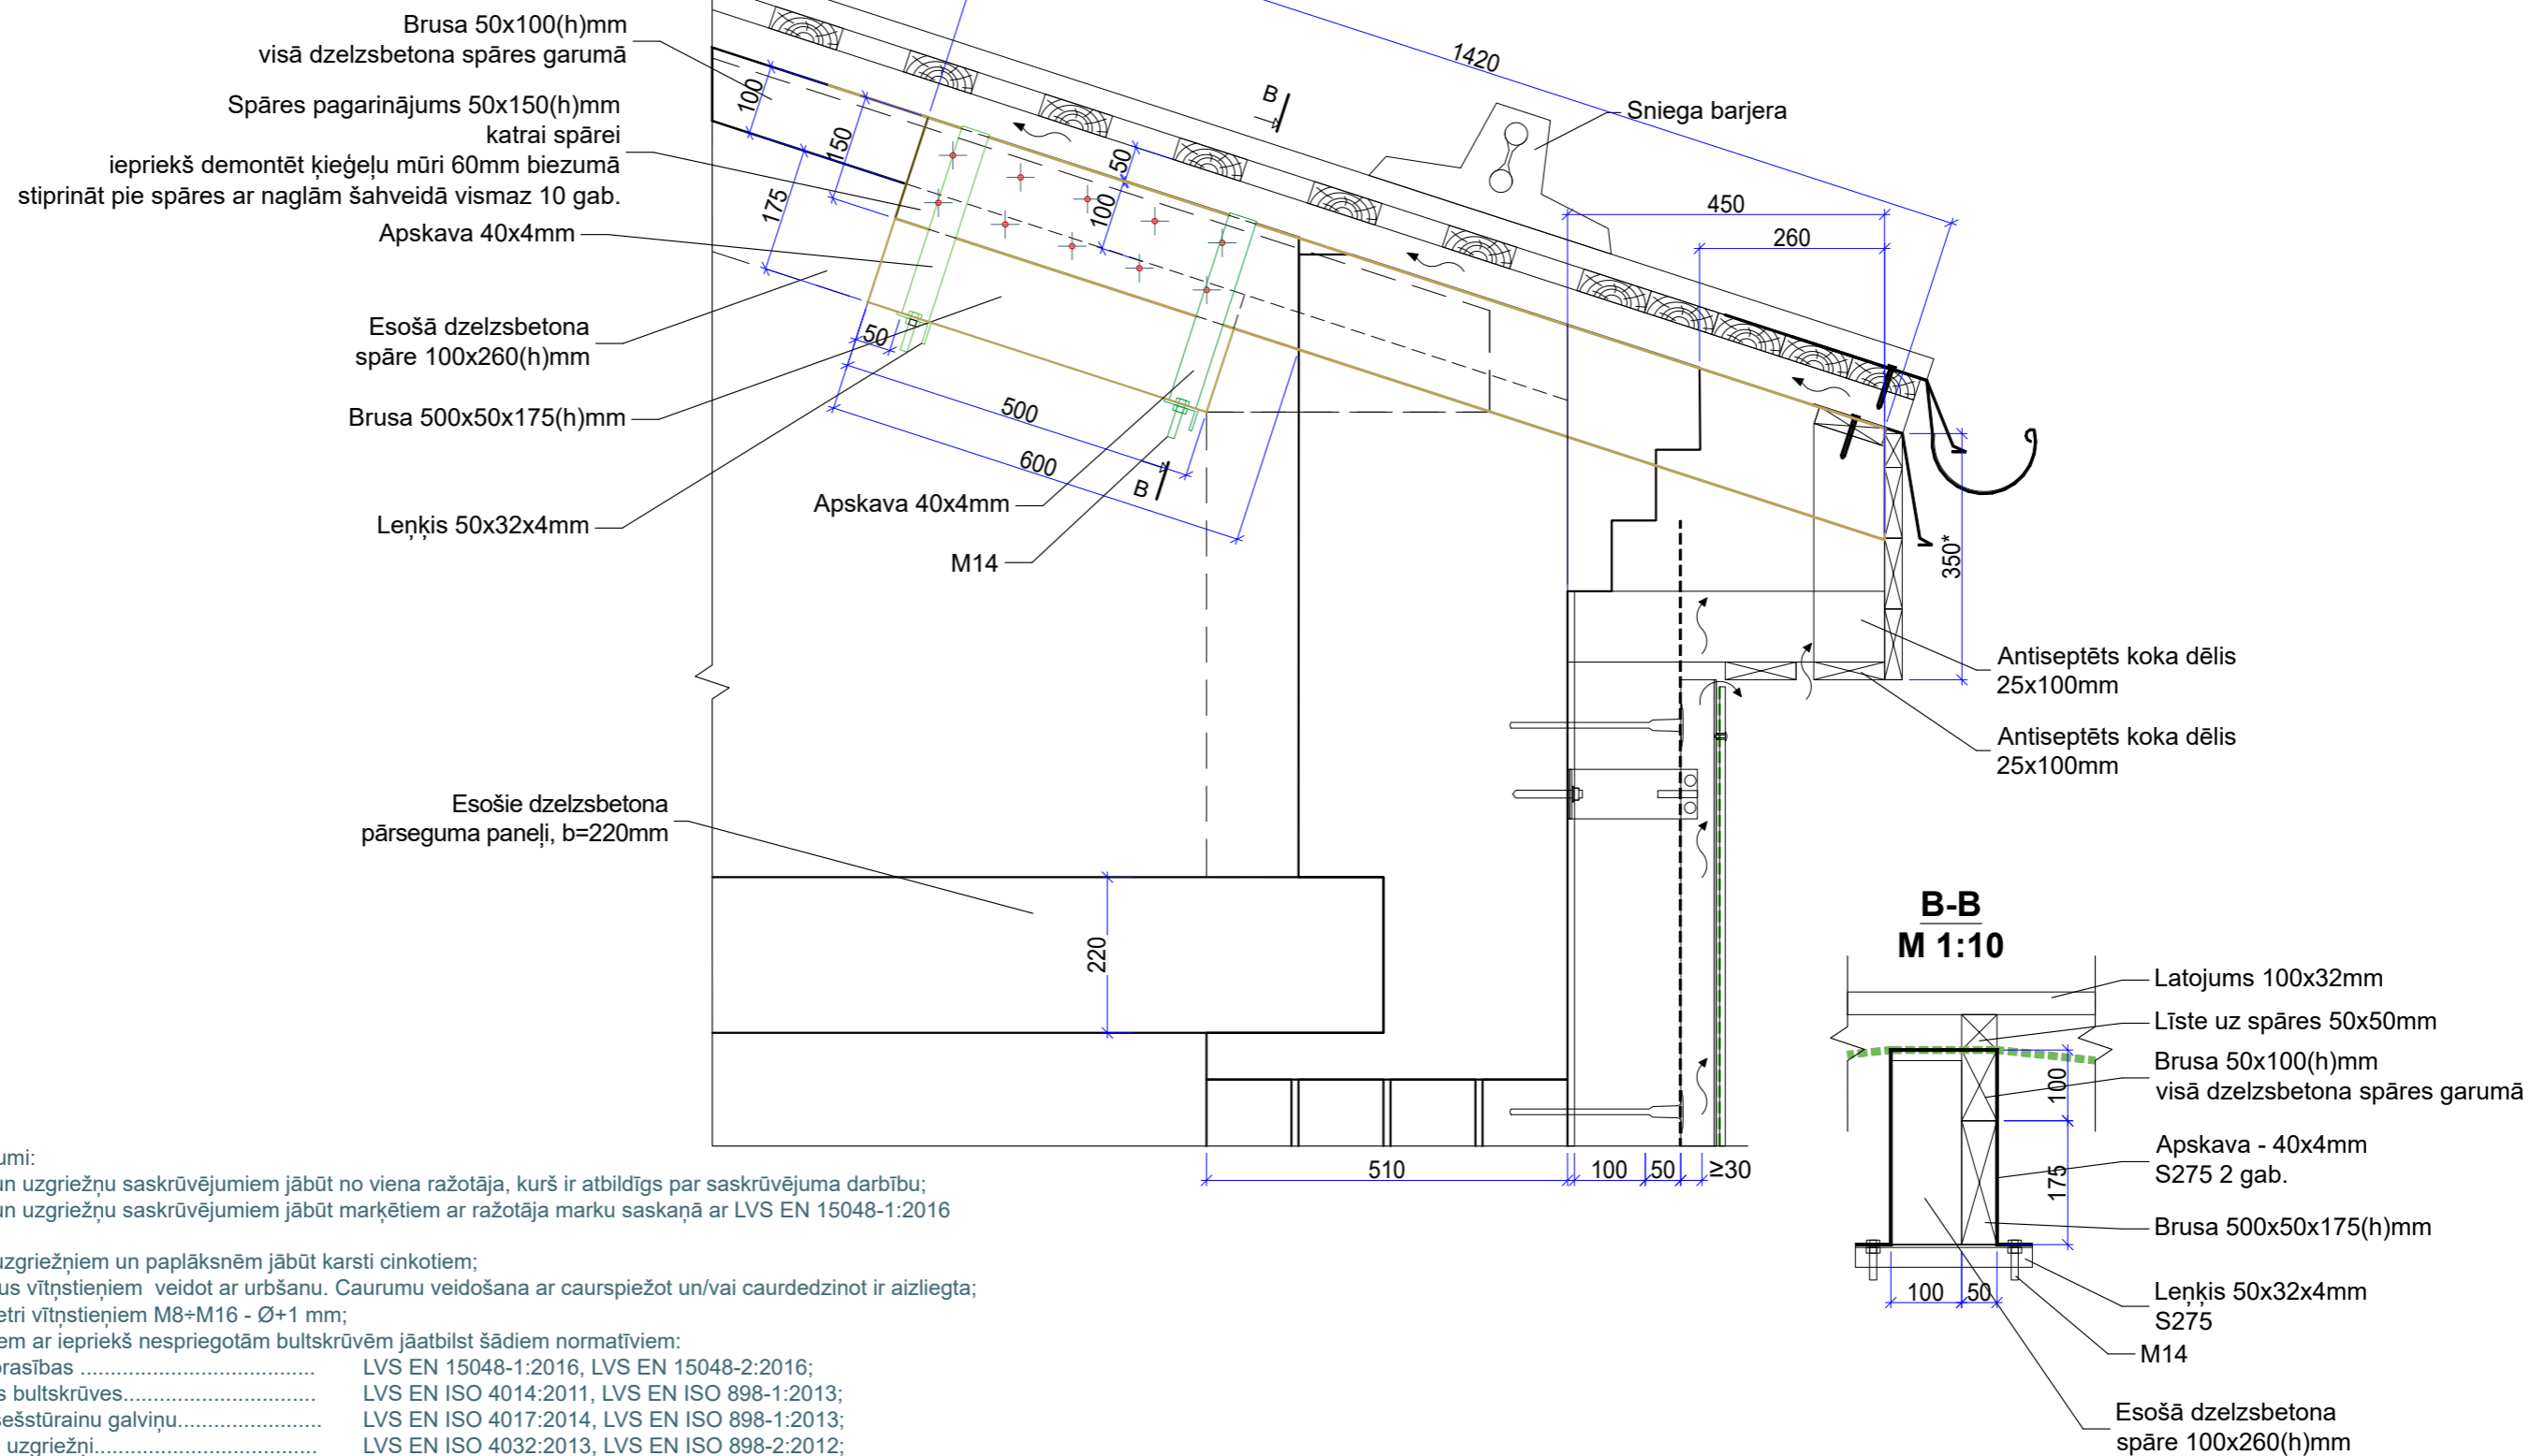 Brusa 50x100(h)mm
visā dzelzsbetona spāres garumā
Spāres pagarinājums 50x150(h)mm
katrai spārei
iepriekš demontēt ķieģeļu mūri 60mm biezumā
stiprināt pie spāres ar naglām šahveidā vismaz 10 gab.
Apskava 40x4mm
Esošā dzelzsbetona
spāre 100x260(h)mm
Brusa 500x50x175(h)mm
Leņķis 50x32x4mm
Apskava 40x4mm
M14
Esošie dzelzsbetona
pārseguma paneļi, b=220mm
100
150
175
50
100
50
500
600
B
B
1420
Sniega barjera
450
260
350*
Antiseptēts koka dēlis
25x100mm
Antiseptēts koka dēlis
25x100mm
220
510
100
50
≥30
B-B
M 1:10
Latojums 100x32mm
Līste uz spāres 50x50mm
Brusa 50x100(h)mm
visā dzelzsbetona spāres garumā
Apskava - 40x4mm
S275 2 gab.
Brusa 500x50x175(h)mm
Leņķis 50x32x4mm
S275
M14
Esošā dzelzsbetona
spāre 100x260(h)mm
100
175
100
50
umi:
un uzgriežņu saskrūvējumiem jābūt no viena ražotāja, kurš ir atbildīgs par saskrūvējuma darbību;
un uzgriežņu saskrūvējumiem jābūt marķētiem ar ražotāja marku saskaņā ar LVS EN 15048-1:2016
uzgriežņiem un paplāksnēm jābūt karsti cinkotiem;
us vītņstieņiem veidot ar urbšanu. Caurumu veidošana ar caurspiežot un/vai caurdedzinot ir aizliegta;
etri vītņstieņiem M8÷M16 - Ø+1 mm;
em ar iepriekš nespriegotām bultskrūvēm jāatbilst šādiem normatīviem:
prasības ...................................... LVS EN 15048-1:2016, LVS EN 15048-2:2016;
s bultskrūves............................... LVS EN ISO 4014:2011, LVS EN ISO 898-1:2013;
sešstūrainu galviņu........................ LVS EN ISO 4017:2014, LVS EN ISO 898-1:2013;
uzgriežņi.................................... LVS EN ISO 4032:2013, LVS EN ISO 898-2:2012;